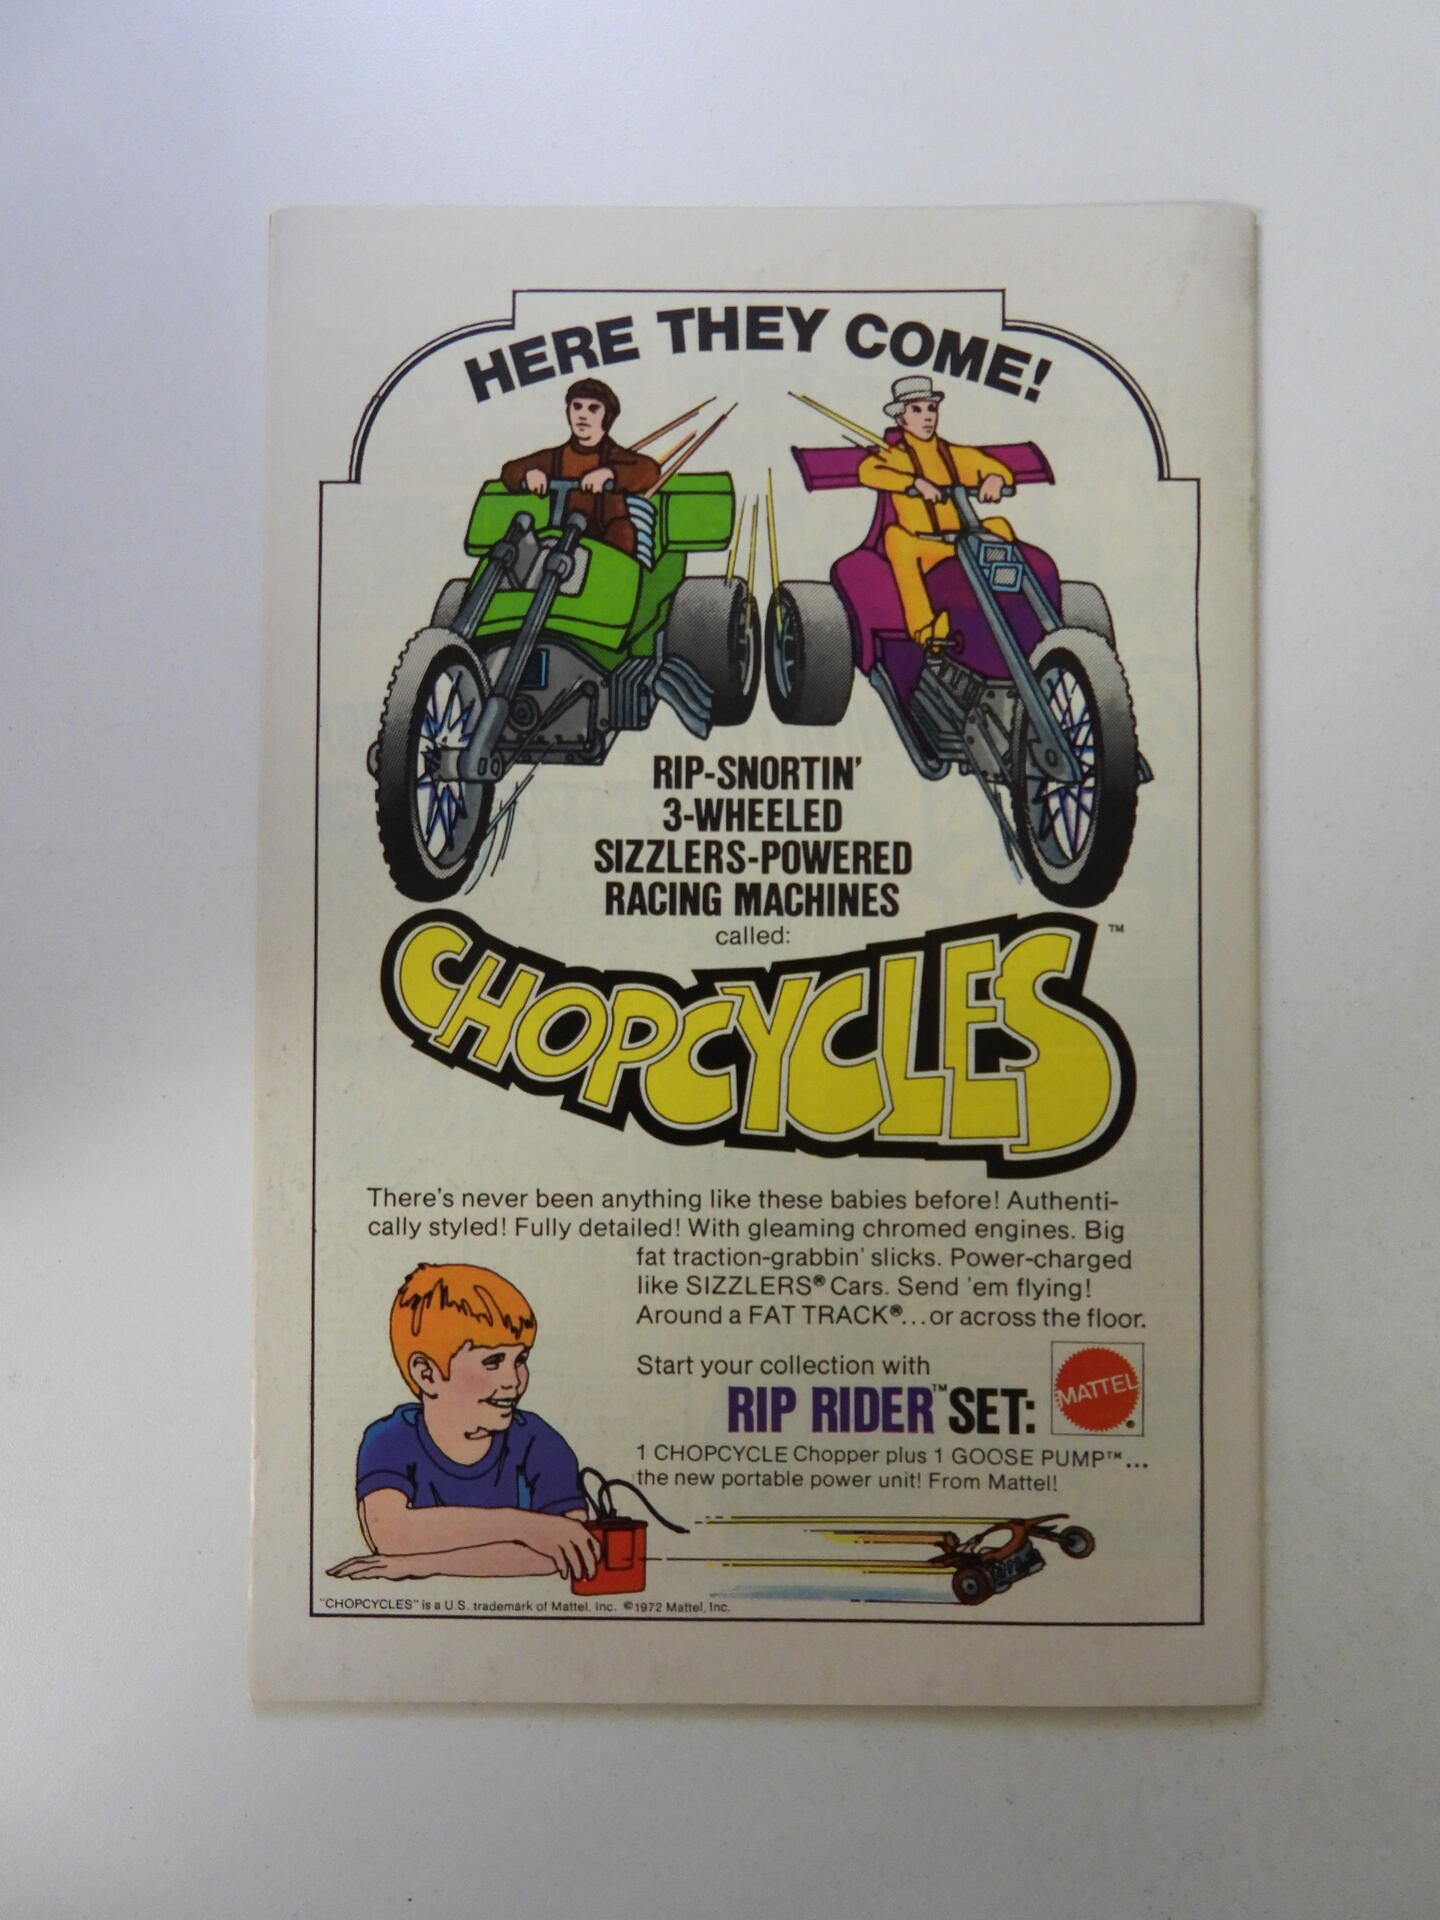 HERE THEY COME!
RIP-SNORTIN'
3-WHEELED
SIZZLERS-POWERED
RACING MACHINES
called:
CHOPCYCLES™
There's never been anything like these babies before! Authenti-
cally styled! Fully detailed! With gleaming chromed engines. Big
fat traction-grabbin' slicks. Power-charged
like SIZZLERS® Cars. Send 'em flying!
Around a FAT TRACK®...or across the floor.
Start your collection with
RIP RIDER™ SET:
MATTEL®
1 CHOPCYCLE Chopper plus 1 GOOSE PUMP™...
the new portable power unit! From Mattel!
"CHOPCYCLES" is a U.S. trademark of Mattel, Inc. ©1972 Mattel, Inc.